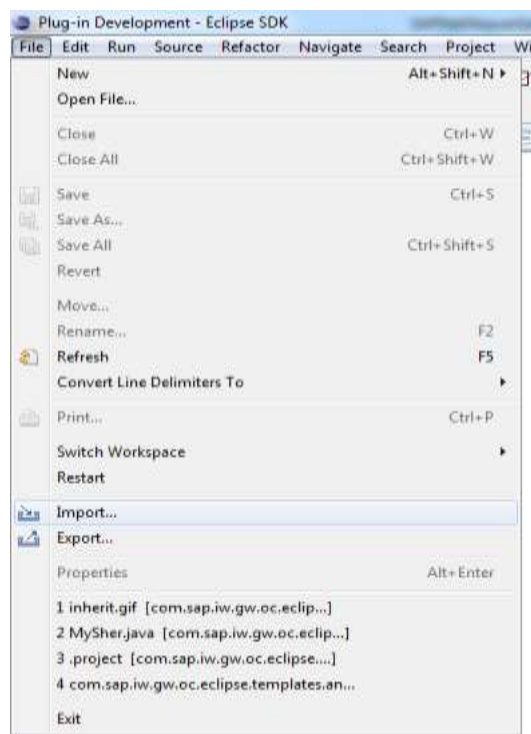 Plug-in Development - Eclipse SDK
File Edit Run Source Refactor Navigate Search Project Wi
New Alt+Shift+N
Open File...
Close Ctrl+W
Close All Ctrl+Shift+W
Save Ctrl+S
Save As...
Save All Ctrl+Shift+S
Revert
Move...
Rename... F2
Refresh F5
Convert Line Delimiters To
Print... Ctrl+P
Switch Workspace
Restart
Import...
Export...
Properties Alt+Enter
1 inherit.gif [com.sap.iw.gw.oc.eclip...]
2 MySher.java [com.sap.iw.gw.oc.eclip...]
3 .project [com.sap.iw.gw.oc.eclipse....]
4 com.sap.iw.gw.oc.eclipse.templates.an...
Exit